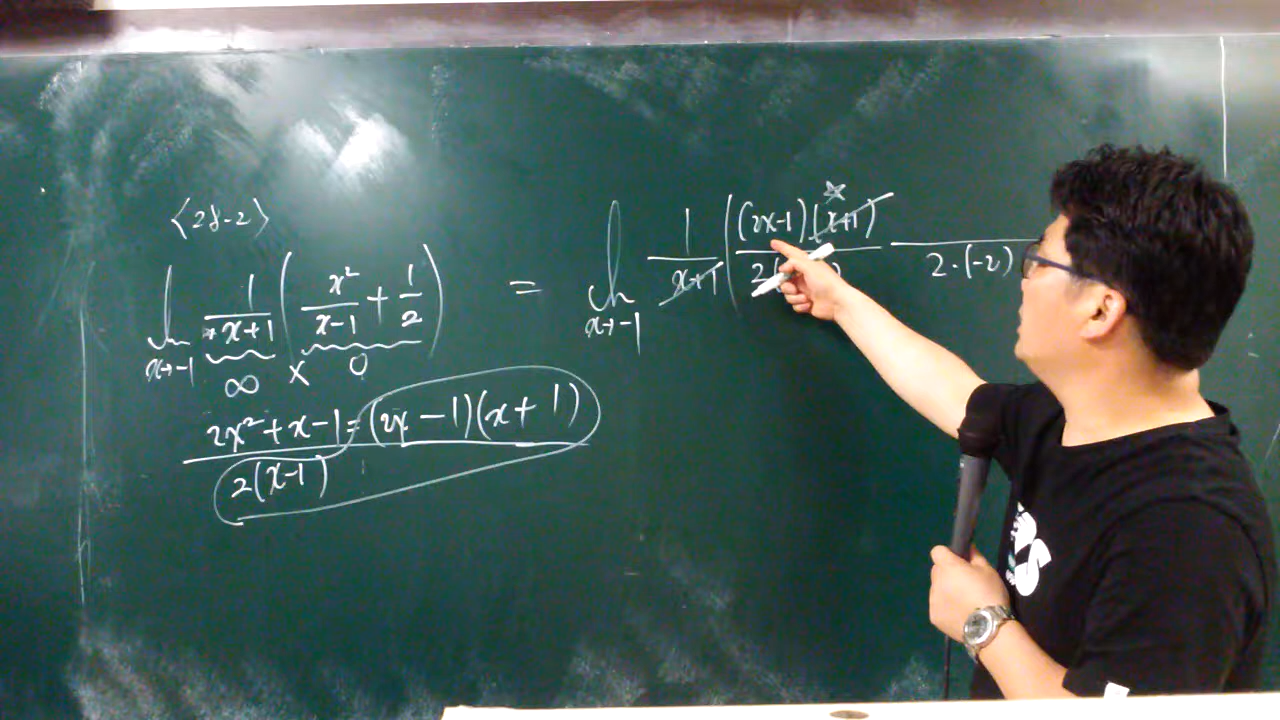 <28-2>
lim x→-1 1/(x+1) (x²/(x-1) + 1/2) = lim x→-1 1/(x+1) ((2x-1)(x+1)/2( /2·(-2)
∞ × 0
2x²+x-1 = (2x-1)(x+1)
2(x-1)